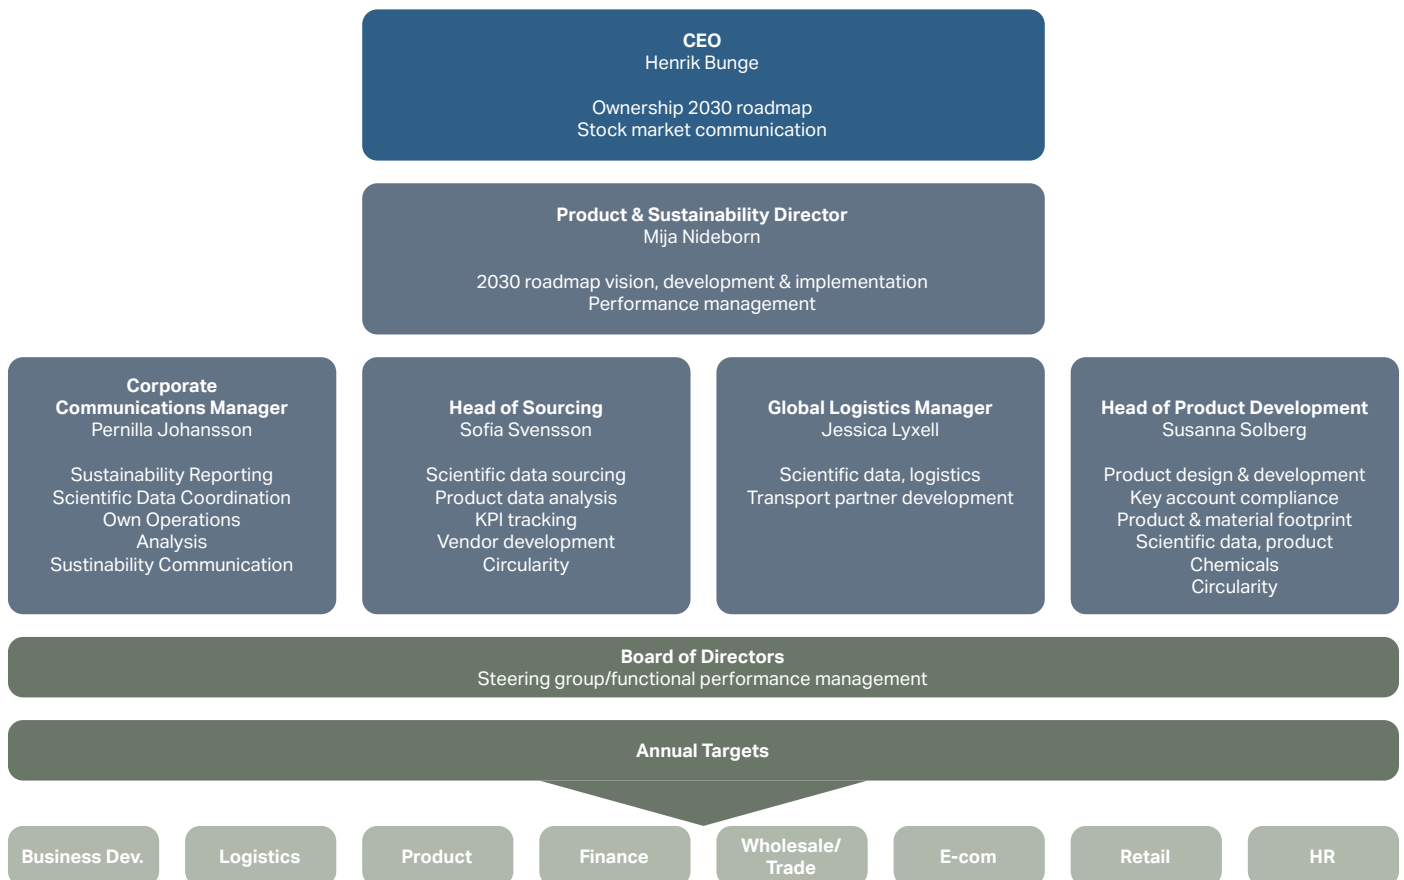 CEO
Henrik Bunge
Ownership 2030 roadmap
Stock market communication
Product & Sustainability Director
Mija Nideborn
2030 roadmap vision, development & implementation
Performance management
Corporate
Communications Manager
Pernilla Johansson
Sustainability Reporting
Scientific Data Coordination
Own Operations
Analysis
Sustinability Communication
Head of Sourcing
Sofia Svensson
Scientific data sourcing
Product data analysis
KPI tracking
Vendor development
Circularity
Global Logistics Manager
Jessica Lyxell
Scientific data, logistics
Transport partner development
Head of Product Development
Susanna Solberg
Product design & development
Key account compliance
Product & material footprint
Scientific data, product
Chemicals
Circularity
Board of Directors
Steering group/functional performance management
Annual Targets
Business Dev.
Logistics
Product
Finance
Wholesale/
Trade
E-com
Retail
HR